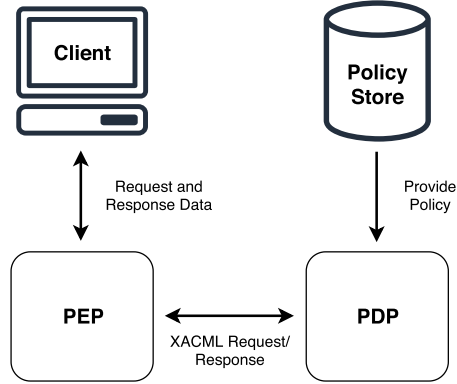 Client
Policy
Store
Request and
Response Data
Provide
Policy
PEP
PDP
XACML Request/
Response